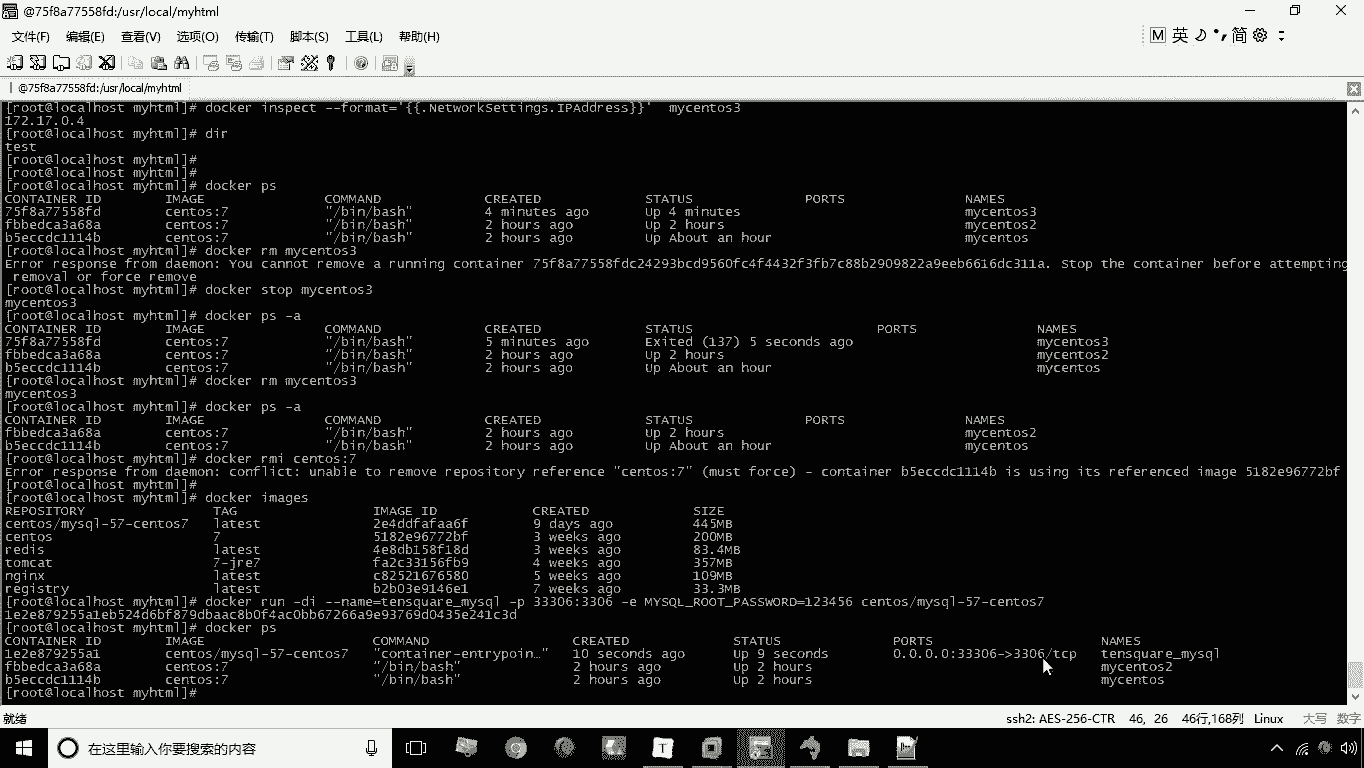 @75f8a77558fd:/usr/local/myhtml
文件(F) 编辑(E) 查看(V) 选项(O) 传输(T) 脚本(S) 工具(L) 帮助(H)
M 英 简
@75f8a77558fd:/usr/local/myhtml
[root@localhost myhtml]# docker inspect --format='{{.NetworkSettings.IPAddress}}' mycentos3
172.17.0.4
[root@localhost myhtml]# dir
test
[root@localhost myhtml]#
[root@localhost myhtml]#
[root@localhost myhtml]# docker ps
CONTAINER ID IMAGE COMMAND CREATED STATUS PORTS NAMES
75f8a77558fd centos:7 "/bin/bash" 4 minutes ago Up 4 minutes mycentos3
fbbedca3a68a centos:7 "/bin/bash" 2 hours ago Up 2 hours mycentos2
b5eccdc1114b centos:7 "/bin/bash" 2 hours ago Up About an hour mycentos
[root@localhost myhtml]# docker rm mycentos3
Error response from daemon: You cannot remove a running container 75f8a77558fdc24293bcd9560fc4f4432f3fb7c88b2909822a9eeb6616dc311a. Stop the container before attempting
removal or force remove
[root@localhost myhtml]# docker stop mycentos3
mycentos3
[root@localhost myhtml]# docker ps -a
CONTAINER ID IMAGE COMMAND CREATED STATUS PORTS NAMES
75f8a77558fd centos:7 "/bin/bash" 5 minutes ago Exited (137) 5 seconds ago mycentos3
fbbedca3a68a centos:7 "/bin/bash" 2 hours ago Up 2 hours mycentos2
b5eccdc1114b centos:7 "/bin/bash" 2 hours ago Up About an hour mycentos
[root@localhost myhtml]# docker rm mycentos3
mycentos3
[root@localhost myhtml]# docker ps -a
CONTAINER ID IMAGE COMMAND CREATED STATUS PORTS NAMES
fbbedca3a68a centos:7 "/bin/bash" 2 hours ago Up 2 hours mycentos2
b5eccdc1114b centos:7 "/bin/bash" 2 hours ago Up About an hour mycentos
[root@localhost myhtml]# docker rmi centos:7
Error response from daemon: conflict: unable to remove repository reference "centos:7" (must force) - container b5eccdc1114b is using its referenced image 5182e96772bf
[root@localhost myhtml]#
[root@localhost myhtml]# docker images
REPOSITORY TAG IMAGE ID CREATED SIZE
centos/mysql-57-centos7 latest 2e4ddfafaa6f 9 days ago 445MB
centos 7 5182e96772bf 3 weeks ago 200MB
redis latest 4e8db158f18d 3 weeks ago 83.4MB
tomcat 7-jre7 fa2c33156fb9 4 weeks ago 357MB
nginx latest c82521676580 5 weeks ago 109MB
registry latest b2b03e9146e1 7 weeks ago 33.3MB
[root@localhost myhtml]# docker run -di --name=tensquare_mysql -p 33306:3306 -e MYSQL_ROOT_PASSWORD=123456 centos/mysql-57-centos7
1e2e879255a1eb524d6bf879dbaac8b0f4ac0bb67266a9e93769d0435e241c3d
[root@localhost myhtml]# docker ps
CONTAINER ID IMAGE COMMAND CREATED STATUS PORTS NAMES
1e2e879255a1 centos/mysql-57-centos7 "container-entrypoin…" 10 seconds ago Up 9 seconds 0.0.0.0:33306->3306/tcp tensquare_mysql
fbbedca3a68a centos:7 "/bin/bash" 2 hours ago Up 2 hours mycentos2
b5eccdc1114b centos:7 "/bin/bash" 2 hours ago Up 2 hours mycentos
[root@localhost myhtml]#
就绪 ssh2: AES-256-CTR 46, 26 46行,168列 Linux 大写 数字
在这里输入你要搜索的内容